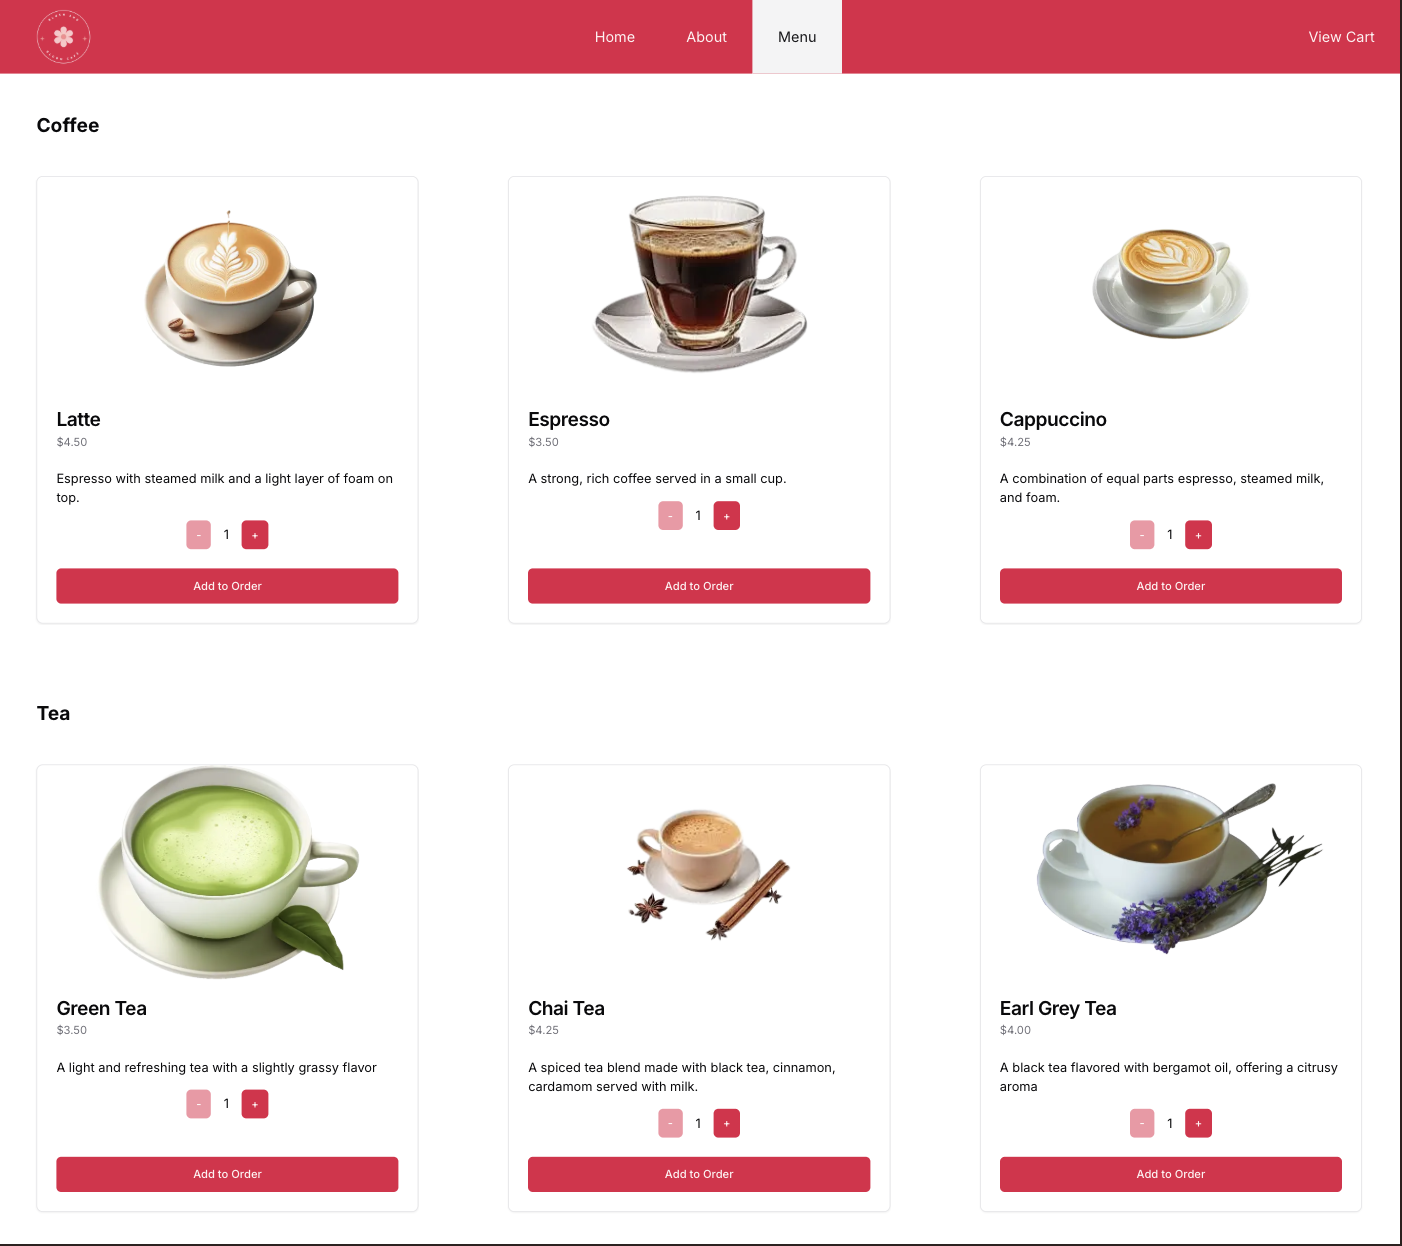 Home
About
Menu
View Cart
Coffee
Latte
$4.50
Espresso with steamed milk and a light layer of foam on
top.
-
1
+
Add to Order
Espresso
$3.50
A strong, rich coffee served in a small cup.
-
1
+
Add to Order
Cappuccino
$4.25
A combination of equal parts espresso, steamed milk,
and foam.
-
1
+
Add to Order
Tea
Green Tea
$3.50
A light and refreshing tea with a slightly grassy flavor
-
1
+
Add to Order
Chai Tea
$4.25
A spiced tea blend made with black tea, cinnamon,
cardamom served with milk.
-
1
+
Add to Order
Earl Grey Tea
$4.00
A black tea flavored with bergamot oil, offering a citrusy
aroma
-
1
+
Add to Order